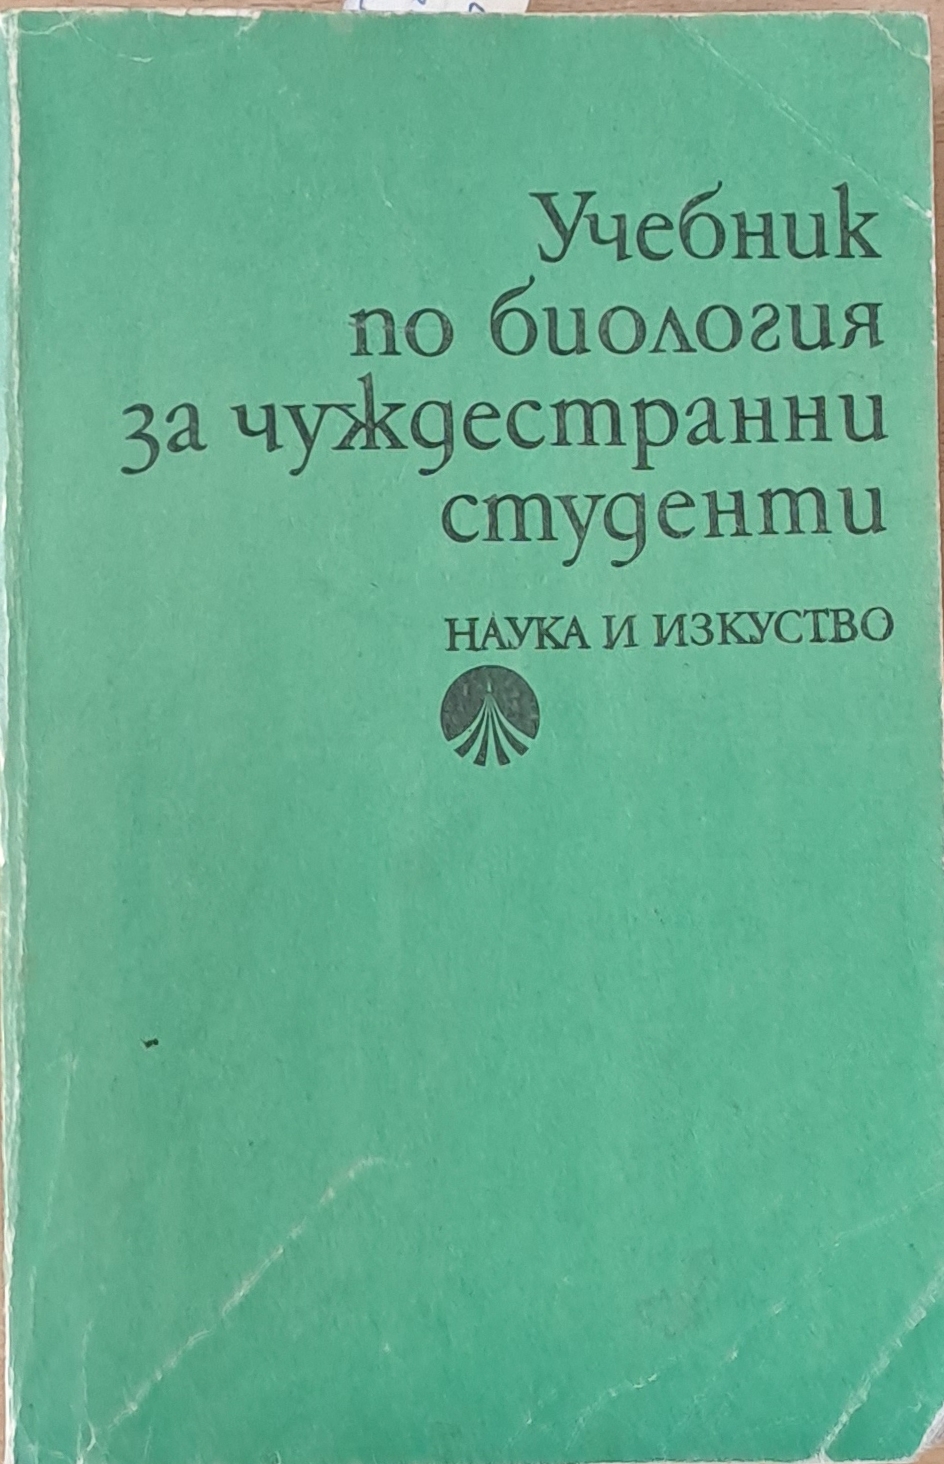 Учебник
по биология
за чуждестранни
студенти
НАУКА И ИЗКУСТВО